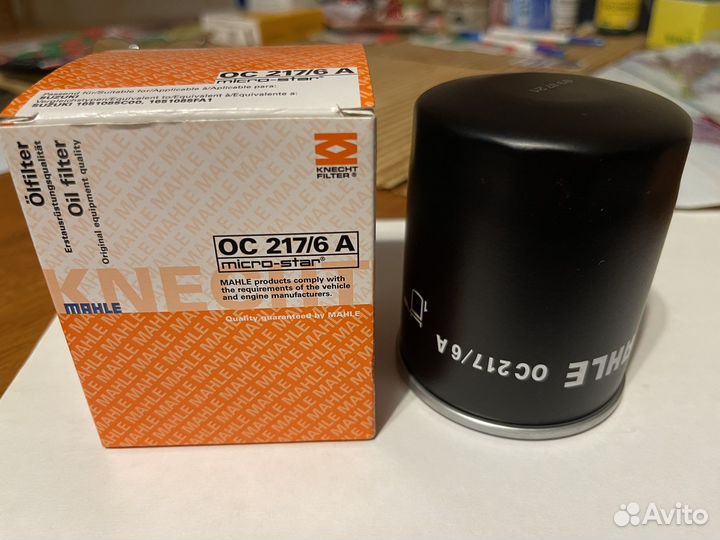 OC 217/6 A
micro-star®
Passend für/Suitable for/Applicable à/Aplicable para:
SUZUKI
Vergleichstypen/Equivalent to/Equivalent à/Equivalente a:
SUZUKI 1651085C00, 1651085FA1
Ölfilter
Erstausrüstungsqualität
Oil filter
Original equipment quality
KNECHT
FILTER®
OC 217/6 A
micro-star®
MAHLE products comply with
the requirements of the vehicle
and engine manufacturers.
KNECHT
MAHLE
Quality guaranteed by MAHLE
MAHLE
OC217/6 A
Avito